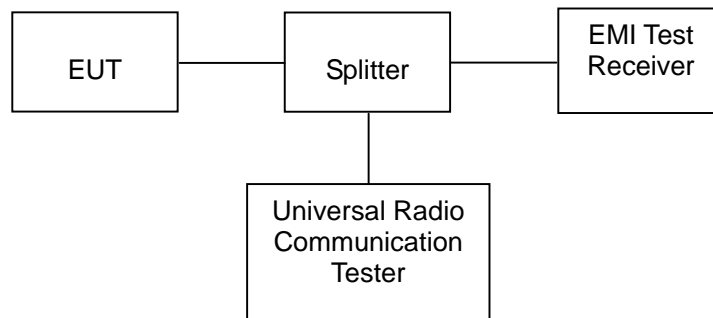 EUT
Splitter
EMI Test
Receiver
Universal Radio
Communication
Tester